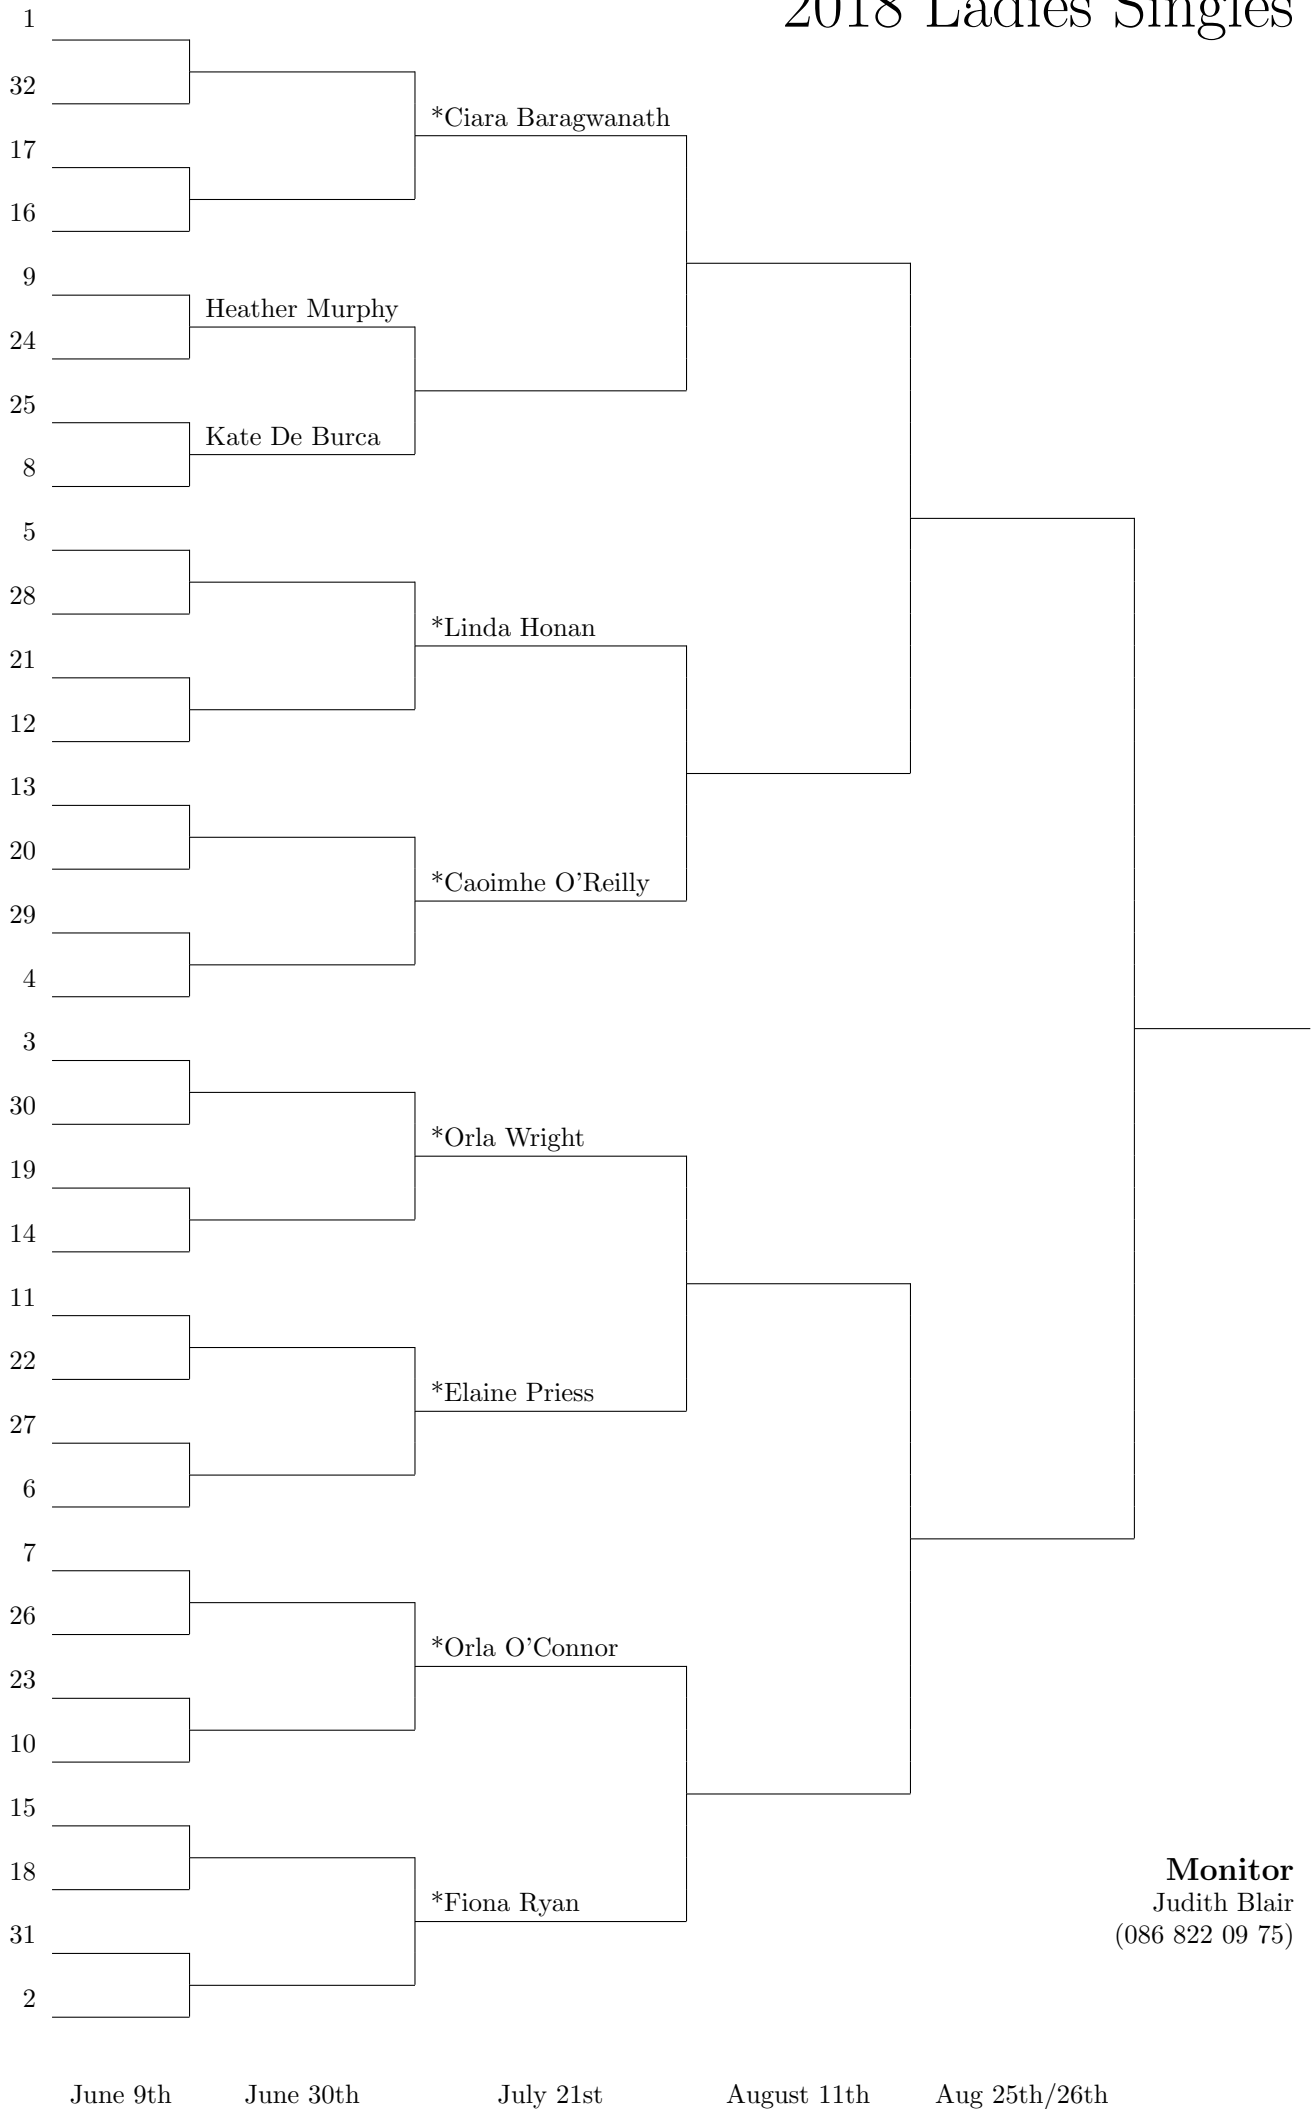 2018 Ladies Singles
1
32
*Ciara Baragwanath
17
16
9
Heather Murphy
24
25
Kate De Burca
8
5
28
*Linda Honan
21
12
13
20
*Caoimhe O'Reilly
29
4
3
30
*Orla Wright
19
14
11
22
*Elaine Priess
27
6
7
26
*Orla O'Connor
23
10
15
18
*Fiona Ryan
31
2
Monitor
Judith Blair
(086 822 09 75)
June 9th June 30th July 21st August 11th Aug 25th/26th